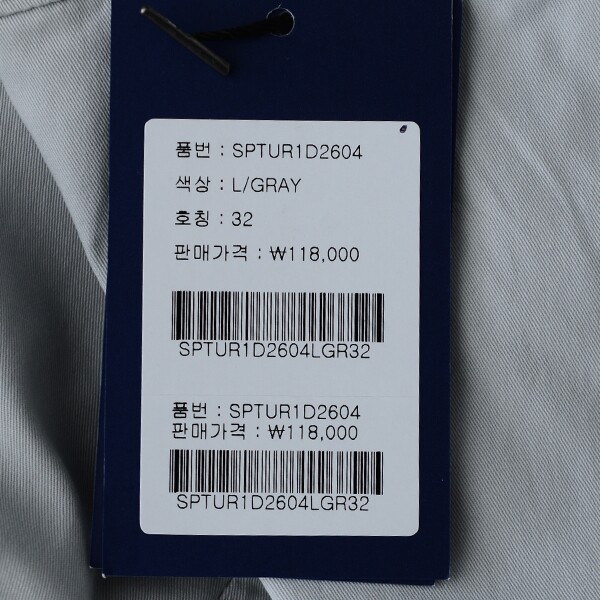 품번 : SPTUR1D2604
색상 : L/GRAY
호칭 : 32
판매가격 : ₩118,000
SPTUR1D2604LGR32
품번 : SPTUR1D2604
판매가격 : ₩118,000
SPTUR1D2604LGR32